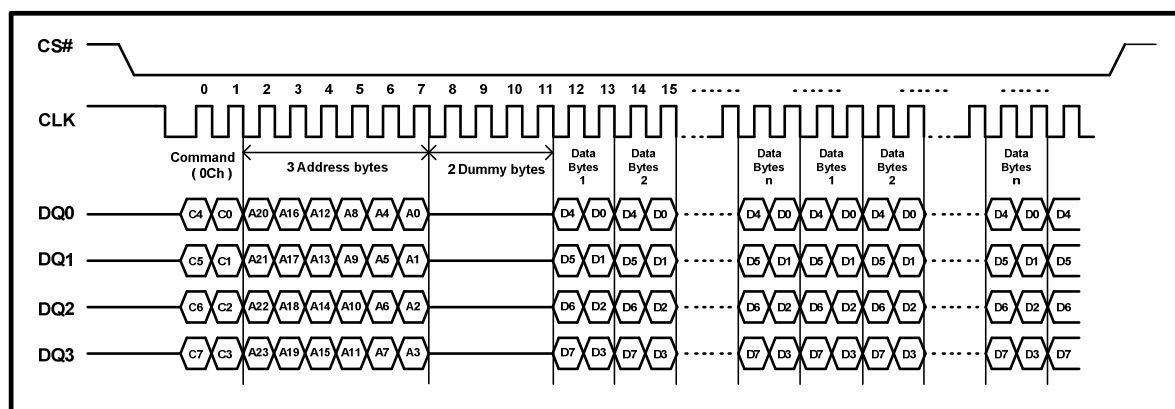 CS#
0 1 2 3 4 5 6 7 8 9 10 11 12 13 14 15
CLK
Command
( 0Ch )
3 Address bytes
2 Dummy bytes
Data
Bytes
1
Data
Bytes
2
Data
Bytes
n
Data
Bytes
1
Data
Bytes
2
Data
Bytes
n
DQ0 C4 C0 A20 A16 A12 A8 A4 A0 D4 D0 D4 D0 D4 D0 D4 D0 D4 D0 D4 D0 D4
DQ1 C5 C1 A21 A17 A13 A9 A5 A1 D5 D1 D5 D1 D5 D1 D5 D1 D5 D1 D5 D1 D5
DQ2 C6 C2 A22 A18 A14 A10 A6 A2 D6 D2 D6 D2 D6 D2 D6 D2 D6 D2 D6 D2 D6
DQ3 C7 C3 A23 A19 A15 A11 A7 A3 D7 D3 D7 D3 D7 D3 D7 D3 D7 D3 D7 D3 D7